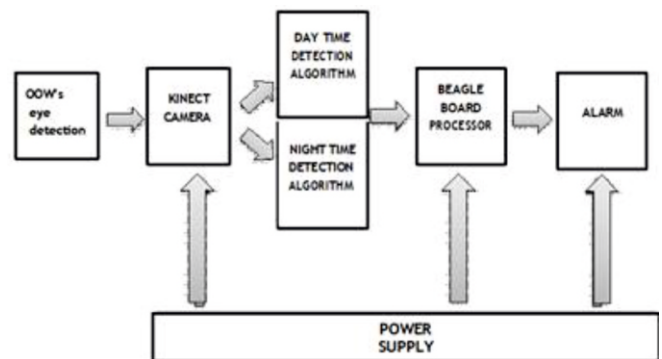 OOW's
eye
detection
KINECT
CAMERA
DAY TIME
DETECTION
ALGORITHM
NIGHT TIME
DETECTION
ALGORITHM
BEAGLE
BOARD
PROCESSOR
ALARM
POWER
SUPPLY